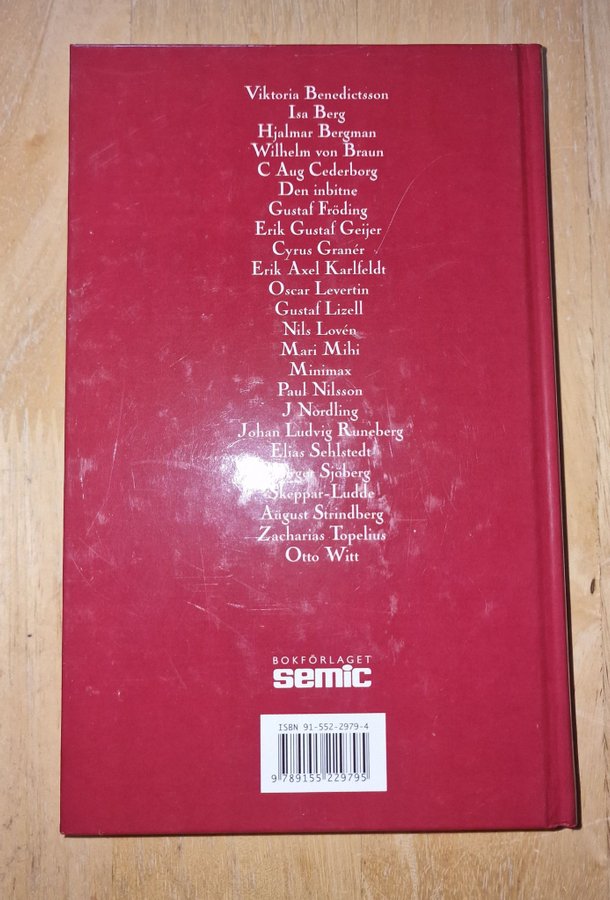 Viktoria Benedictsson
Isa Berg
Hjalmar Bergman
Wilhelm von Braun
C Aug Cederborg
Den inbitne
Gustaf Fröding
Erik Gustaf Geijer
Cyrus Granér
Erik Axel Karlfeldt
Oscar Levertin
Gustaf Lizell
Nils Lovén
Mari Mihi
Minimax
Paul Nilsson
J Nordling
Johan Ludvig Runeberg
Elias Sehlstedt
Sjöberg
Skeppar-Ludde
August Strindberg
Zacharias Topelius
Otto Witt
BOKFÖRLAGET
semic
ISBN 91-552-2979-4
9 789155 229795